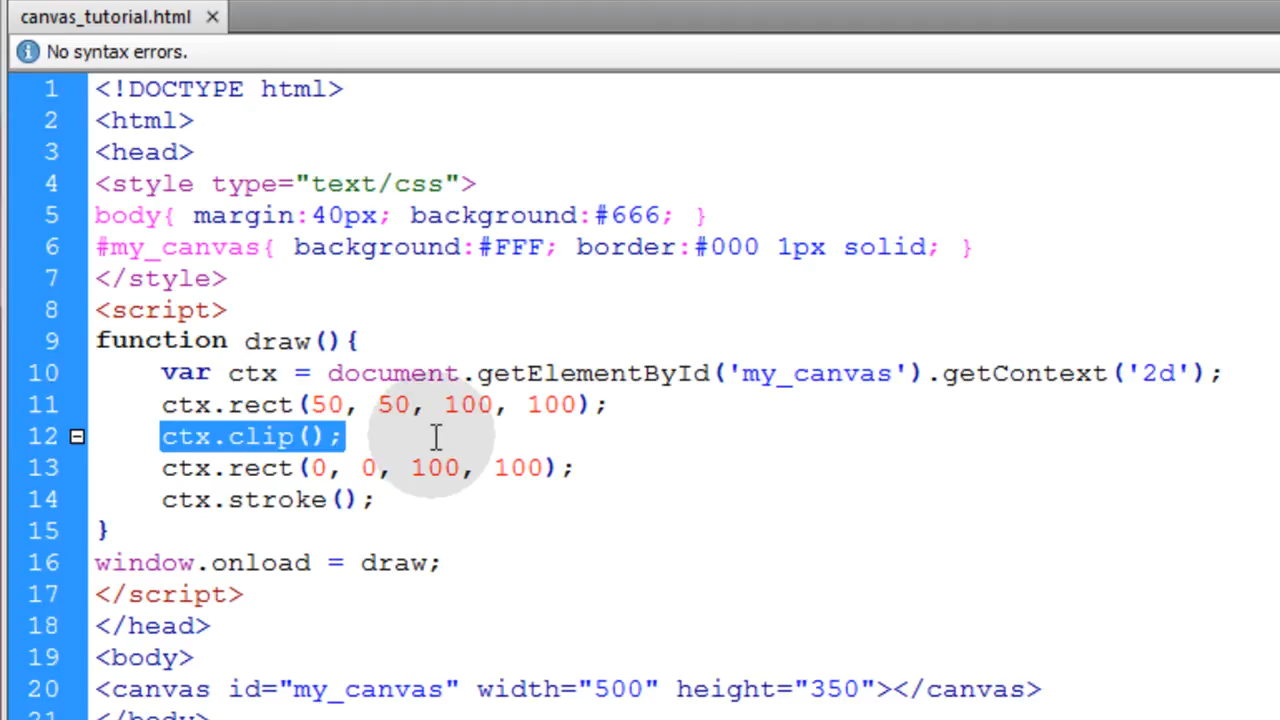 canvas_tutorial.html ×
No syntax errors.
1 <!DOCTYPE html>
2 <html>
3 <head>
4 <style type="text/css">
5 body{ margin:40px; background:#666; }
6 #my_canvas{ background:#FFF; border:#000 1px solid; }
7 </style>
8 <script>
9 function draw(){
10 var ctx = document.getElementById('my_canvas').getContext('2d');
11 ctx.rect(50, 50, 100, 100);
12 ctx.clip();
13 ctx.rect(0, 0, 100, 100);
14 ctx.stroke();
15 }
16 window.onload = draw;
17 </script>
18 </head>
19 <body>
20 <canvas id="my_canvas" width="500" height="350"></canvas>
21 </body>